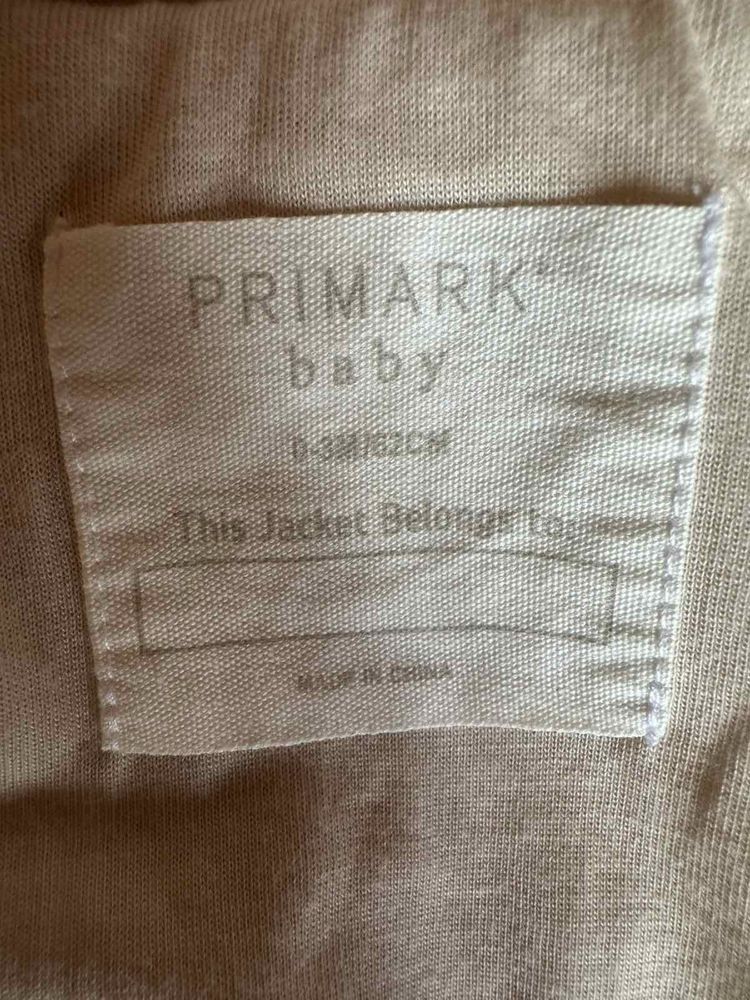 PRIMARK
baby
0-3M/62CM
This Jacket Belongs to:
MADE IN CHINA